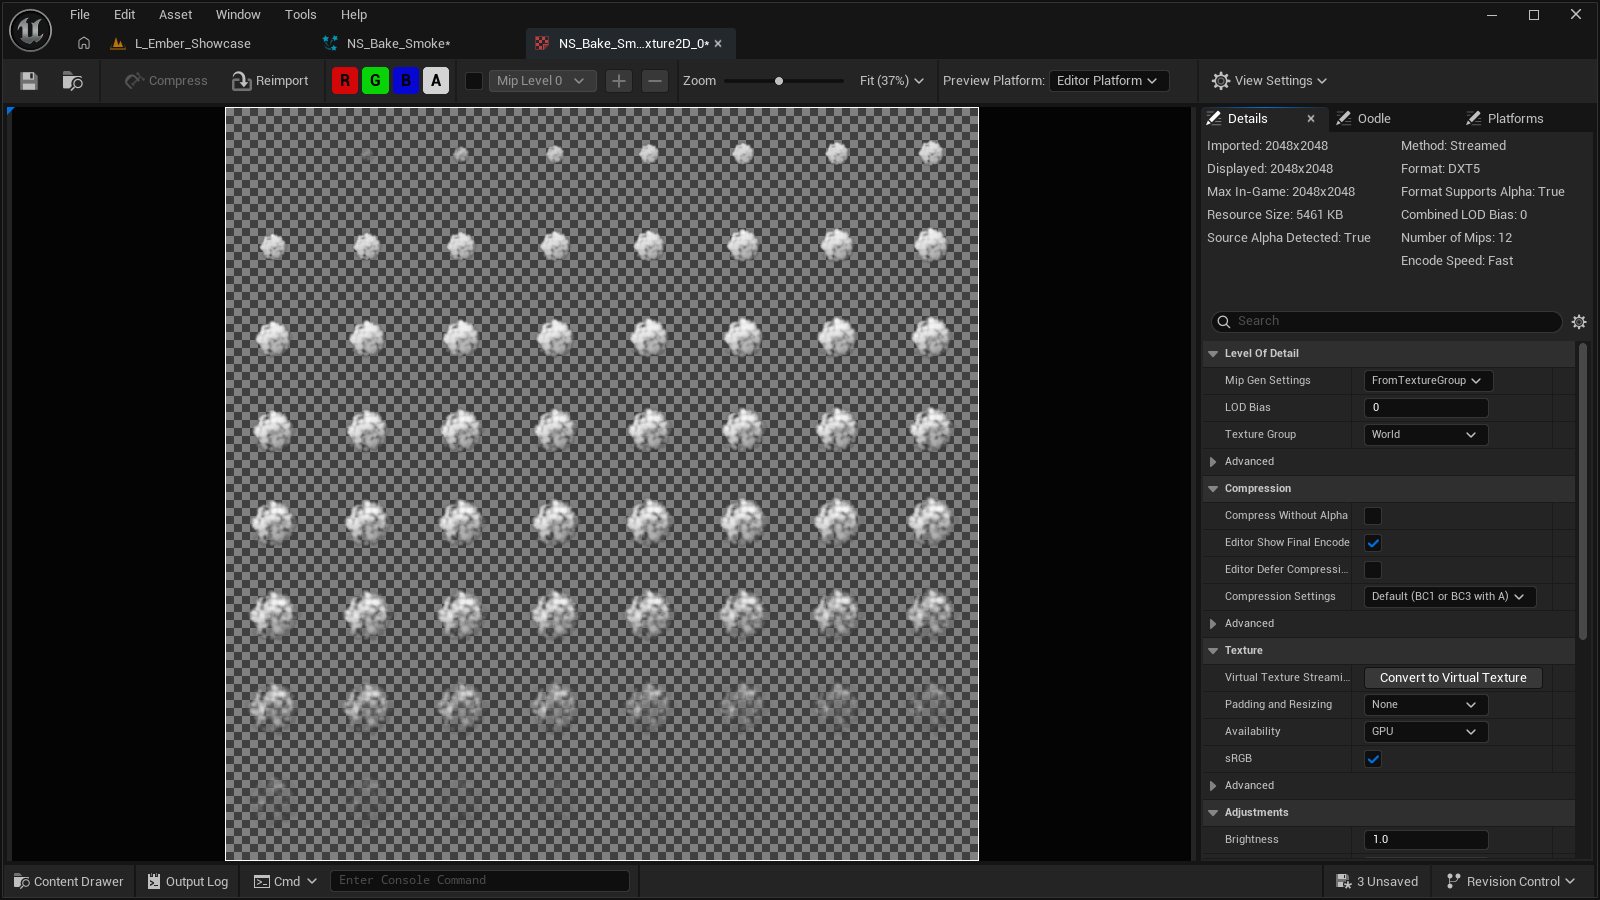 File Edit Asset Window Tools Help
L_Ember_Showcase NS_Bake_Smoke* NS_Bake_Sm...xture2D_0*
Compress Reimport R G B A Mip Level 0 Zoom Fit (37%) Preview Platform: Editor Platform View Settings
Details Oodle Platforms
Imported: 2048x2048 Method: Streamed
Displayed: 2048x2048 Format: DXT5
Max In-Game: 2048x2048 Format Supports Alpha: True
Resource Size: 5461 KB Combined LOD Bias: 0
Source Alpha Detected: True Number of Mips: 12
Encode Speed: Fast
Search
Level Of Detail
Mip Gen Settings FromTextureGroup
LOD Bias 0
Texture Group World
Advanced
Compression
Compress Without Alpha
Editor Show Final Encode
Editor Defer Compressi...
Compression Settings Default (BC1 or BC3 with A)
Advanced
Texture
Virtual Texture Streami... Convert to Virtual Texture
Padding and Resizing None
Availability GPU
sRGB
Advanced
Adjustments
Brightness 1.0
Content Drawer Output Log Cmd Enter Console Command 3 Unsaved Revision Control